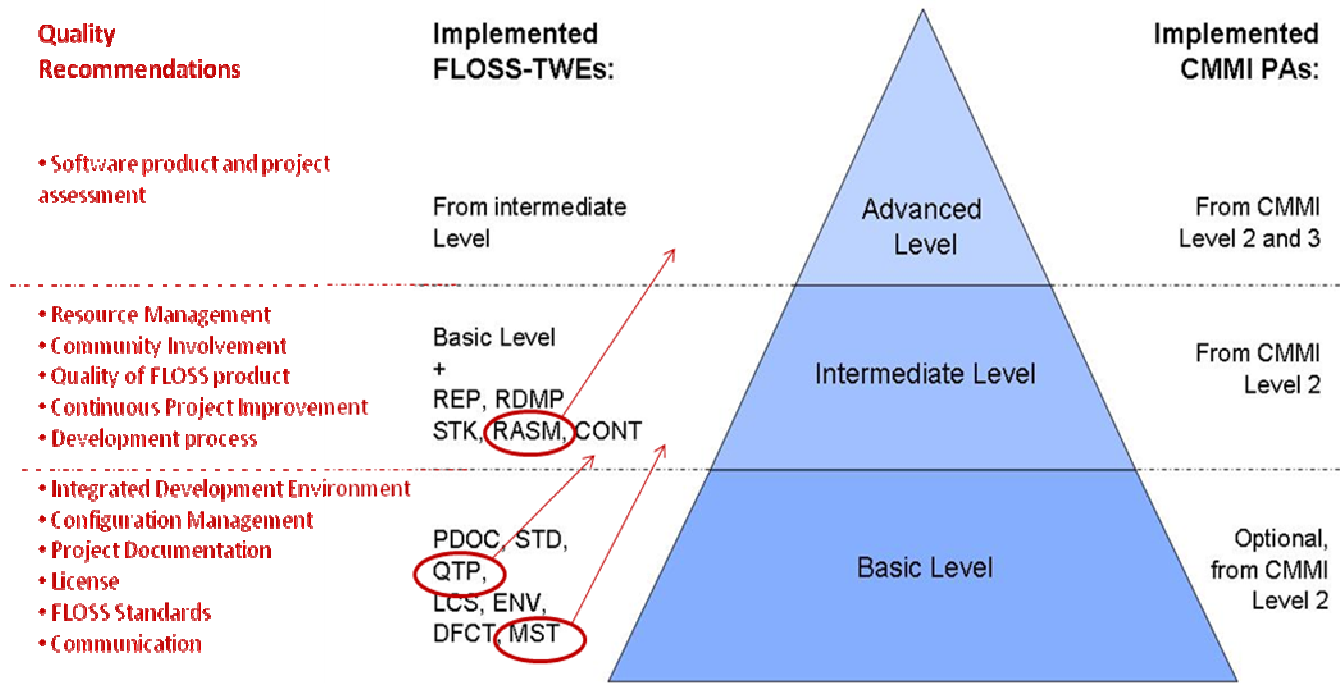 Quality
Recommendations
Implemented
FLOSS-TWEs:
Implemented
CMMI PAs:
• Software product and project
assessment
From intermediate
Level
Advanced
Level
From CMMI
Level 2 and 3
• Resource Management
• Community Involvement
• Quality of FLOSS product
• Continuous Project Improvement
• Development process
Basic Level
+
REP, RDMP
STK, RASM, CONT
Intermediate Level
From CMMI
Level 2
• Integrated Development Environment
• Configuration Management
• Project Documentation
• License
• FLOSS Standards
• Communication
PDOC, STD,
QTP,
LCS, ENV,
DFCT, MST
Basic Level
Optional,
from CMMI
Level 2